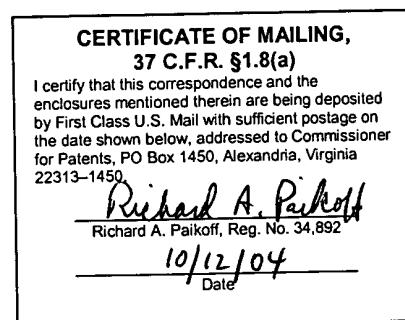 CERTIFICATE OF MAILING,
37 C.F.R. §1.8(a)
I certify that this correspondence and the
enclosures mentioned therein are being deposited
by First Class U.S. Mail with sufficient postage on
the date shown below, addressed to Commissioner
for Patents, PO Box 1450, Alexandria, Virginia
22313–1450.
Richard A. Paikoff
Richard A. Paikoff, Reg. No. 34,892
10/12/04
Date